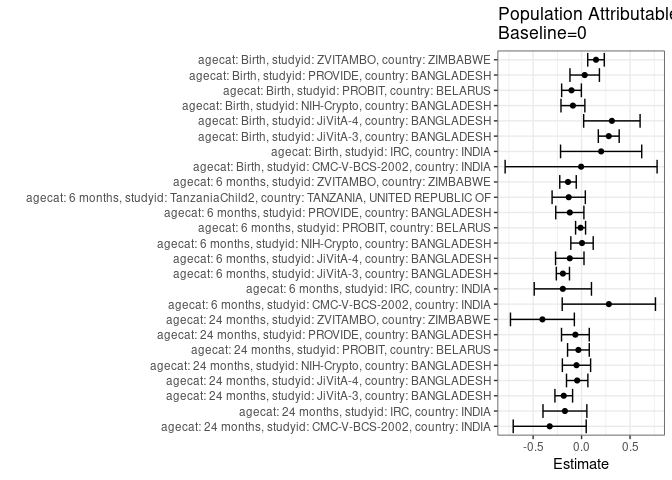 Population Attributable
Baseline=0
agecat: Birth, studyid: ZVITAMBO, country: ZIMBABWE
agecat: Birth, studyid: PROVIDE, country: BANGLADESH
agecat: Birth, studyid: PROBIT, country: BELARUS
agecat: Birth, studyid: NIH-Crypto, country: BANGLADESH
agecat: Birth, studyid: JiVitA-4, country: BANGLADESH
agecat: Birth, studyid: JiVitA-3, country: BANGLADESH
agecat: Birth, studyid: IRC, country: INDIA
agecat: Birth, studyid: CMC-V-BCS-2002, country: INDIA
agecat: 6 months, studyid: ZVITAMBO, country: ZIMBABWE
agecat: 6 months, studyid: TanzaniaChild2, country: TANZANIA, UNITED REPUBLIC OF
agecat: 6 months, studyid: PROVIDE, country: BANGLADESH
agecat: 6 months, studyid: PROBIT, country: BELARUS
agecat: 6 months, studyid: NIH-Crypto, country: BANGLADESH
agecat: 6 months, studyid: JiVitA-4, country: BANGLADESH
agecat: 6 months, studyid: JiVitA-3, country: BANGLADESH
agecat: 6 months, studyid: IRC, country: INDIA
agecat: 6 months, studyid: CMC-V-BCS-2002, country: INDIA
agecat: 24 months, studyid: ZVITAMBO, country: ZIMBABWE
agecat: 24 months, studyid: PROVIDE, country: BANGLADESH
agecat: 24 months, studyid: PROBIT, country: BELARUS
agecat: 24 months, studyid: NIH-Crypto, country: BANGLADESH
agecat: 24 months, studyid: JiVitA-4, country: BANGLADESH
agecat: 24 months, studyid: JiVitA-3, country: BANGLADESH
agecat: 24 months, studyid: IRC, country: INDIA
agecat: 24 months, studyid: CMC-V-BCS-2002, country: INDIA
-0.5 0.0 0.5
Estimate